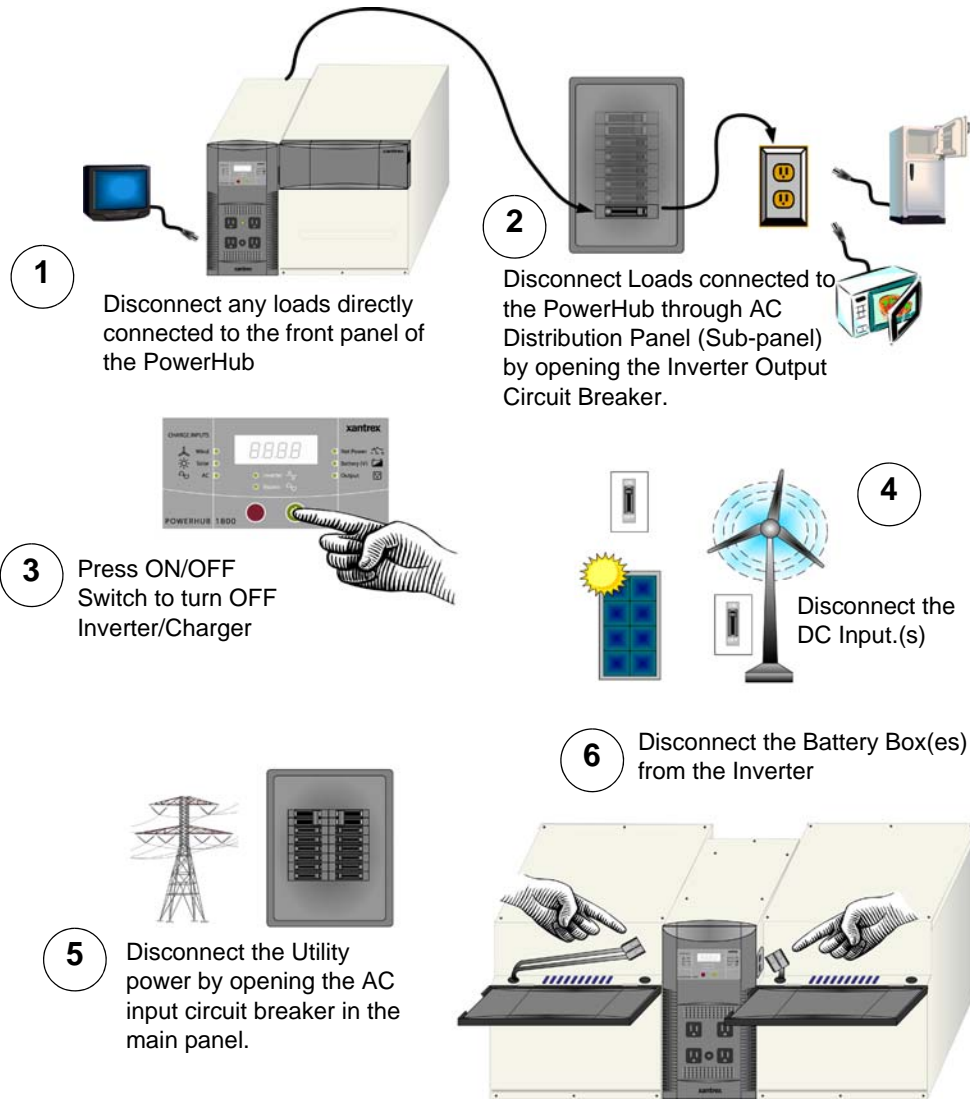 xantrex
xantrex
1
Disconnect any loads directly
connected to the front panel of
the PowerHub
2
Disconnect Loads connected to
the PowerHub through AC
Distribution Panel (Sub-panel)
by opening the Inverter Output
Circuit Breaker.
CHARGE INPUTS
xantrex
8888
Wind
Net Power
Solar
Battery (V)
AC
Inverter
Output
Bypass
POWERHUB 1800
3
Press ON/OFF
Switch to turn OFF
Inverter/Charger
4
Disconnect the
DC Input.(s)
5
Disconnect the Utility
power by opening the AC
input circuit breaker in the
main panel.
6
Disconnect the Battery Box(es)
from the Inverter
xantrex